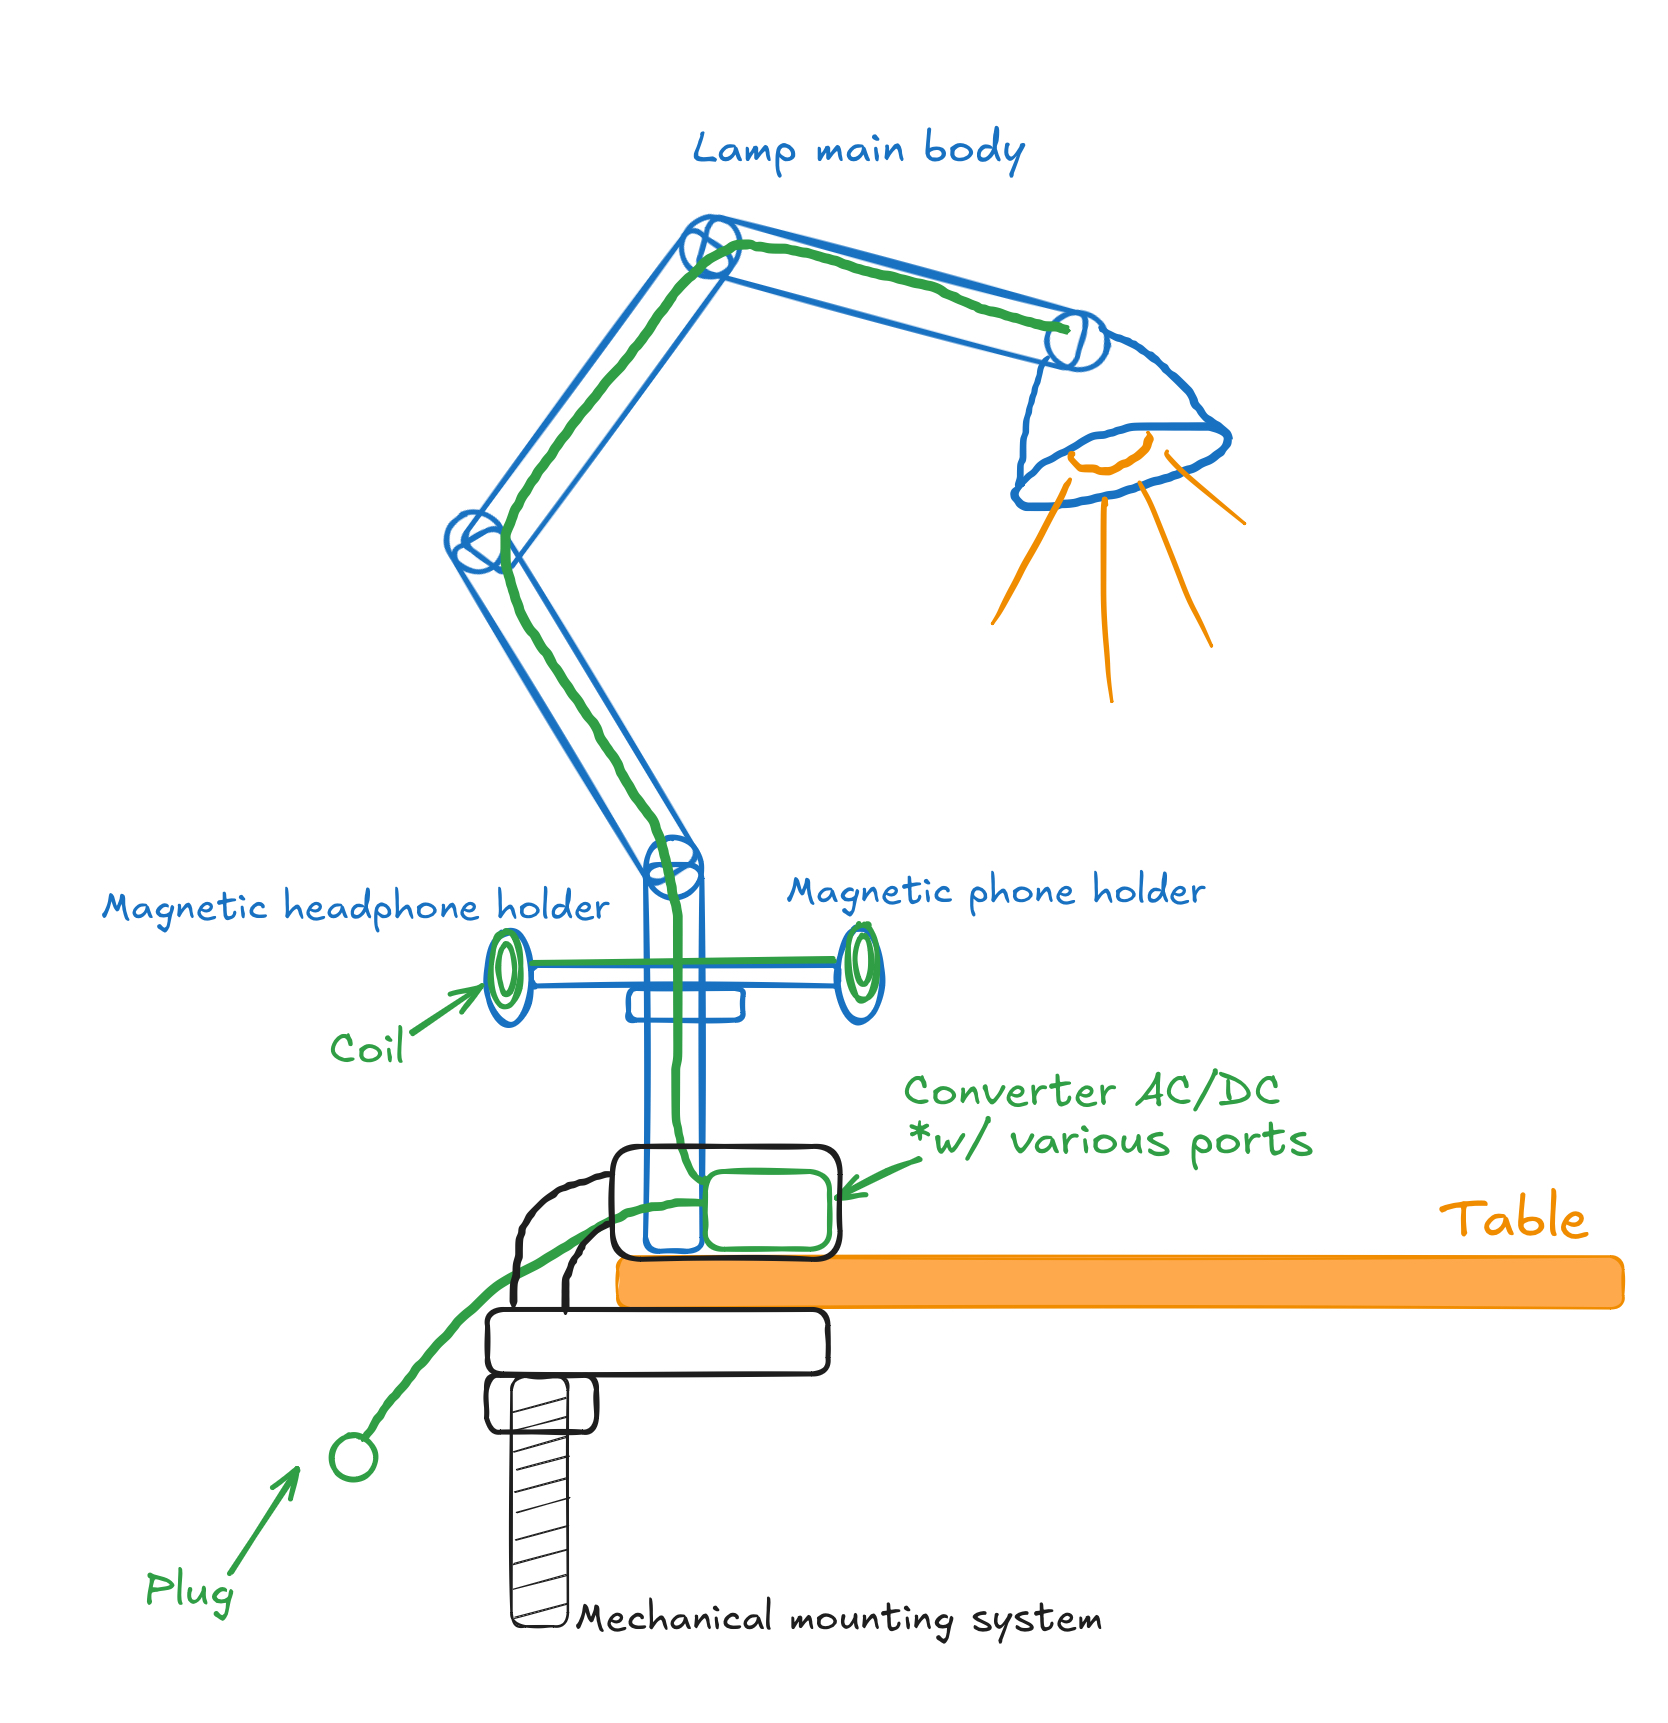 Lamp main body
Magnetic headphone holder
Magnetic phone holder
Coil
Converter AC/DC
*w/ various ports
Table
Plug
Mechanical mounting system